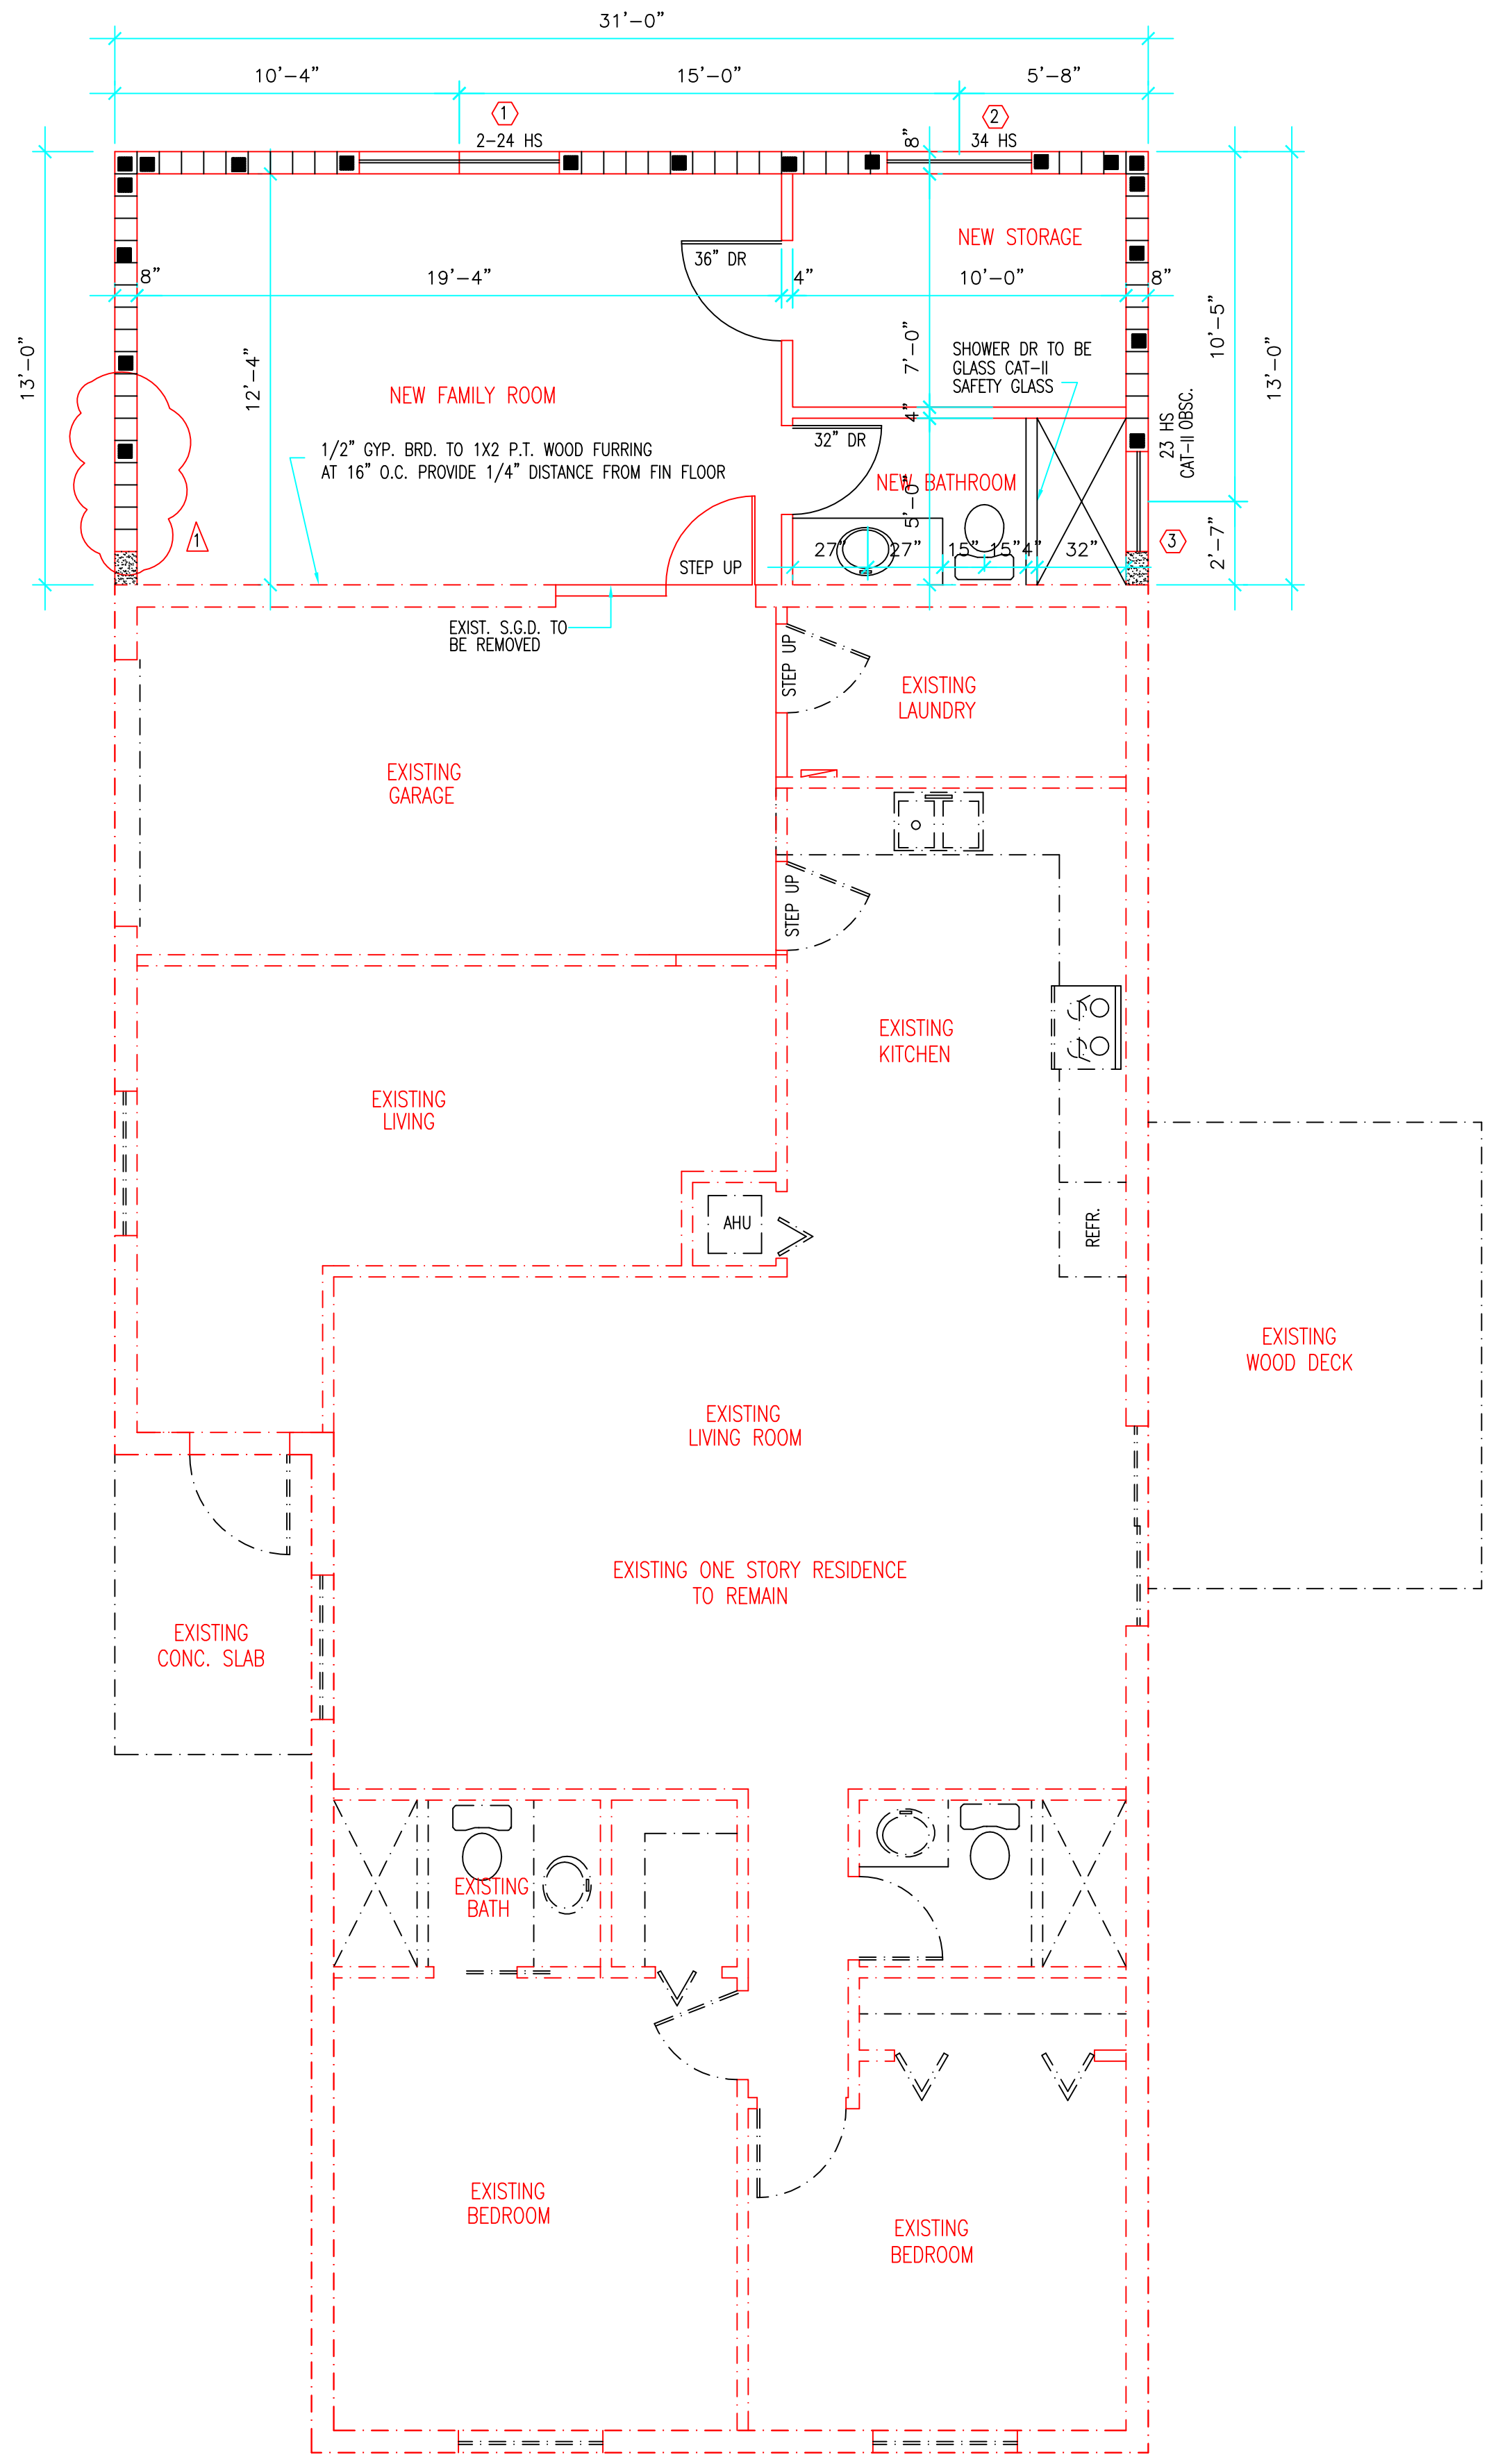 31'-0"
10'-4"
15'-0"
5'-8"
1
2
2-24 HS
34 HS
8"
NEW STORAGE
36" DR
8"
19'-4"
4"
10'-0"
8"
13'-0"
12'-4"
7'-0"
10'-5"
13'-0"
SHOWER DR TO BE
GLASS CAT-II
SAFETY GLASS
NEW FAMILY ROOM
4"
23 HS
CAT-II OBSC.
1/2" GYP. BRD. TO 1X2 P.T. WOOD FURRING
AT 16" O.C. PROVIDE 1/4" DISTANCE FROM FIN FLOOR
32" DR
NEW BATHROOM
5'-0"
1
3
2'-7"
27"
27"
15"
15"
4"
32"
STEP UP
EXIST. S.G.D. TO
BE REMOVED
STEP UP
EXISTING
LAUNDRY
EXISTING
GARAGE
STEP UP
EXISTING
KITCHEN
EXISTING
LIVING
AHU
REFR.
EXISTING
WOOD DECK
EXISTING
LIVING ROOM
EXISTING ONE STORY RESIDENCE
TO REMAIN
EXISTING
CONC. SLAB
EXISTING
BATH
EXISTING
BEDROOM
EXISTING
BEDROOM